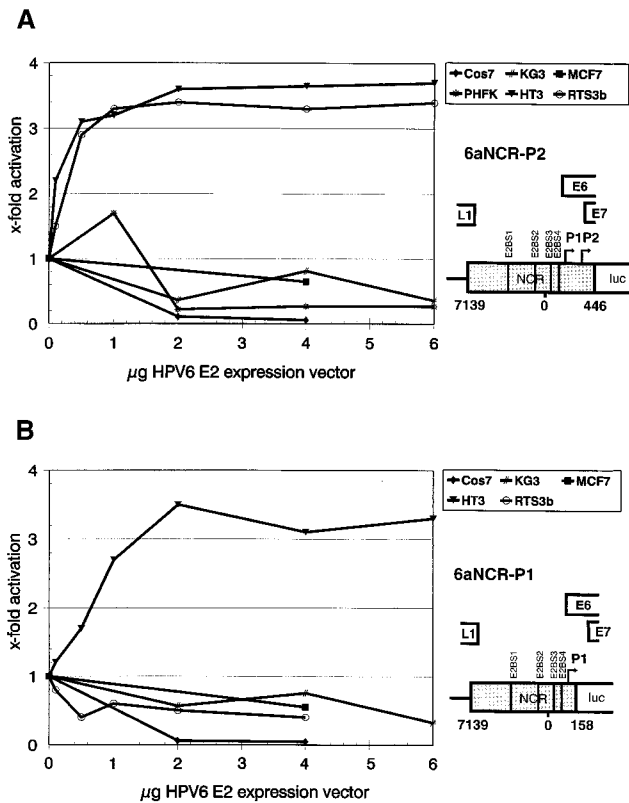 A
x-fold activation
4
3
2
1
0
0 1 2 3 4 5 6
µg HPV6 E2 expression vector
Cos7 KG3 MCF7
PHFK HT3 RTS3b
6aNCR-P2
E6
L1 E7
E2BS1 E2BS2 E2BS3 E2BS4 P1 P2
NCR luc
7139 0 446
B
x-fold activation
4
3
2
1
0
0 1 2 3 4 5 6
µg HPV6 E2 expression vector
Cos7 KG3 MCF7
HT3 RTS3b
6aNCR-P1
E6
L1 E7
E2BS1 E2BS2 E2BS3 E2BS4 P1
NCR luc
7139 0 158